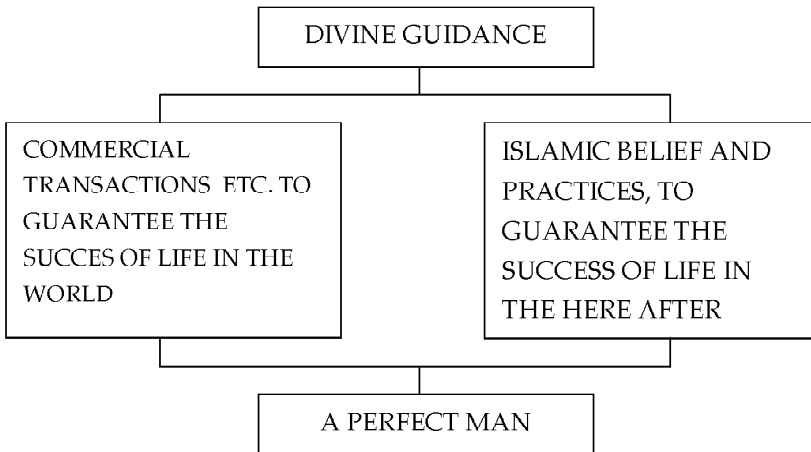 DIVINE GUIDANCE
COMMERCIAL
TRANSACTIONS ETC. TO
GUARANTEE THE
SUCCES OF LIFE IN THE
WORLD
ISLAMIC BELIEF AND
PRACTICES, TO
GUARANTEE THE
SUCCESS OF LIFE IN
THE HERE AFTER
A PERFECT MAN